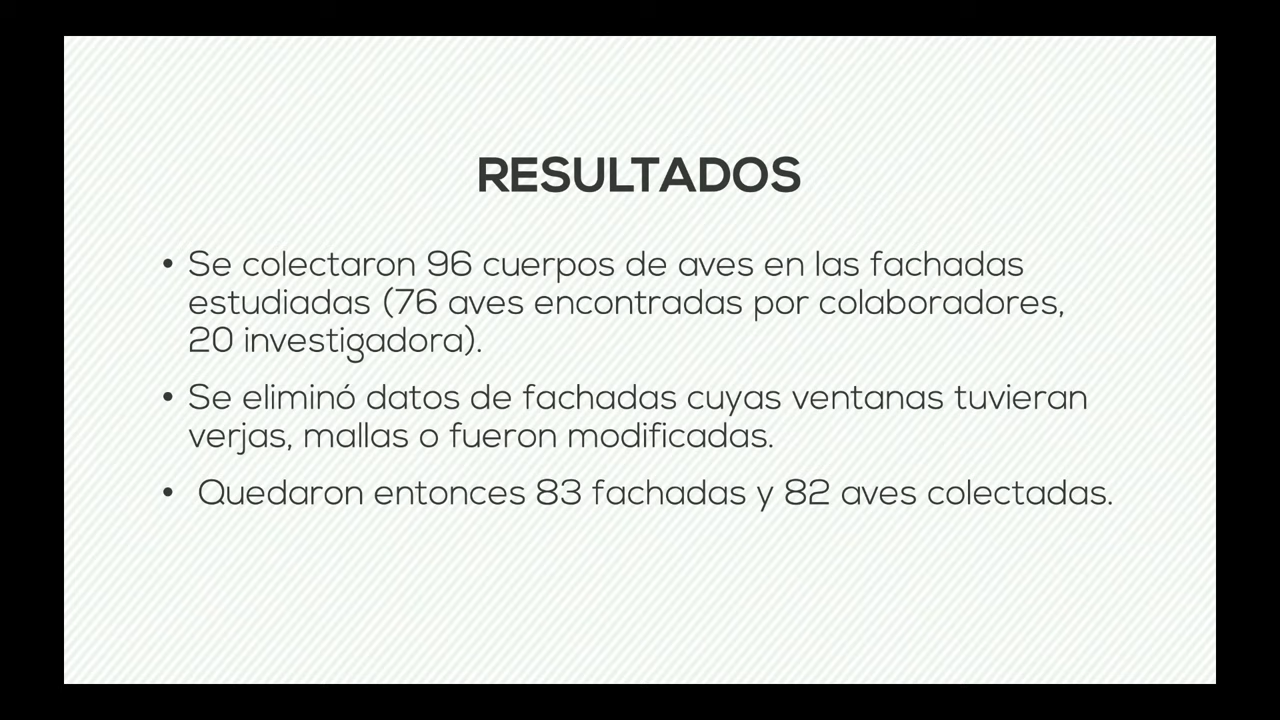 RESULTADOS
• Se colectaron 96 cuerpos de aves en las fachadas
estudiadas (76 aves encontradas por colaboradores,
20 investigadora).
• Se eliminó datos de fachadas cuyas ventanas tuvieran
verjas, mallas o fueron modificadas.
• Quedaron entonces 83 fachadas y 82 aves colectadas.